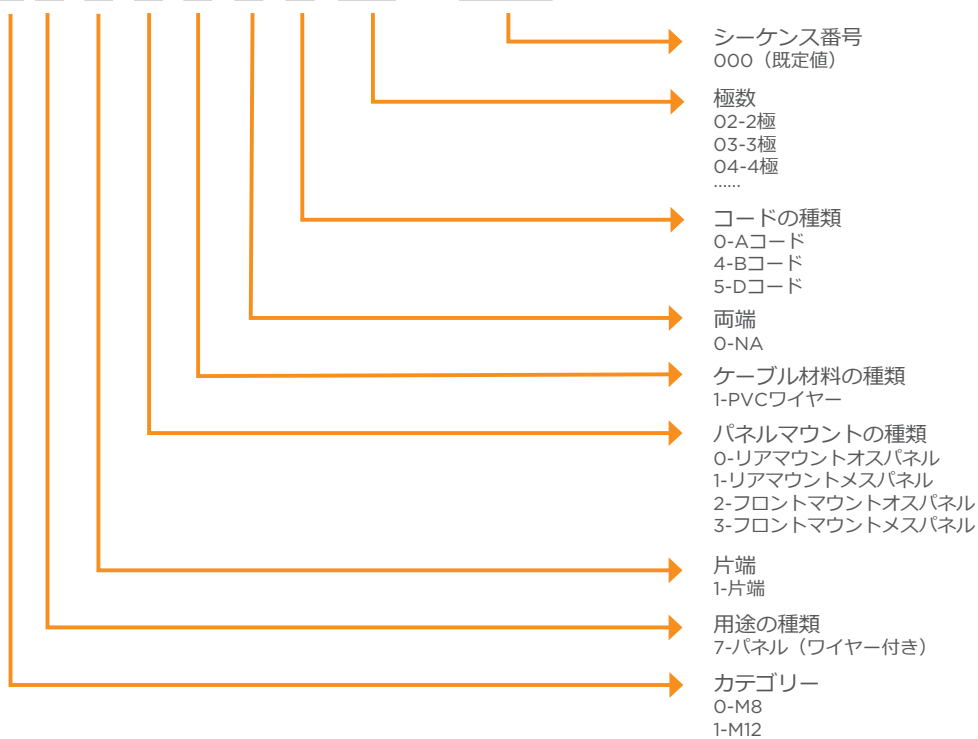 シーケンス番号
000（既定値）
極数
02-2極
03-3極
04-4極
......
コードの種類
0-Aコード
4-Bコード
5-Dコード
両端
0-NA
ケーブル材料の種類
1-PVCワイヤー
パネルマウントの種類
0-リアマウントオスパネル
1-リアマウントメスパネル
2-フロントマウントオスパネル
3-フロントマウントメスパネル
片端
1-片端
用途の種類
7-パネル（ワイヤー付き）
カテゴリー
0-M8
1-M12